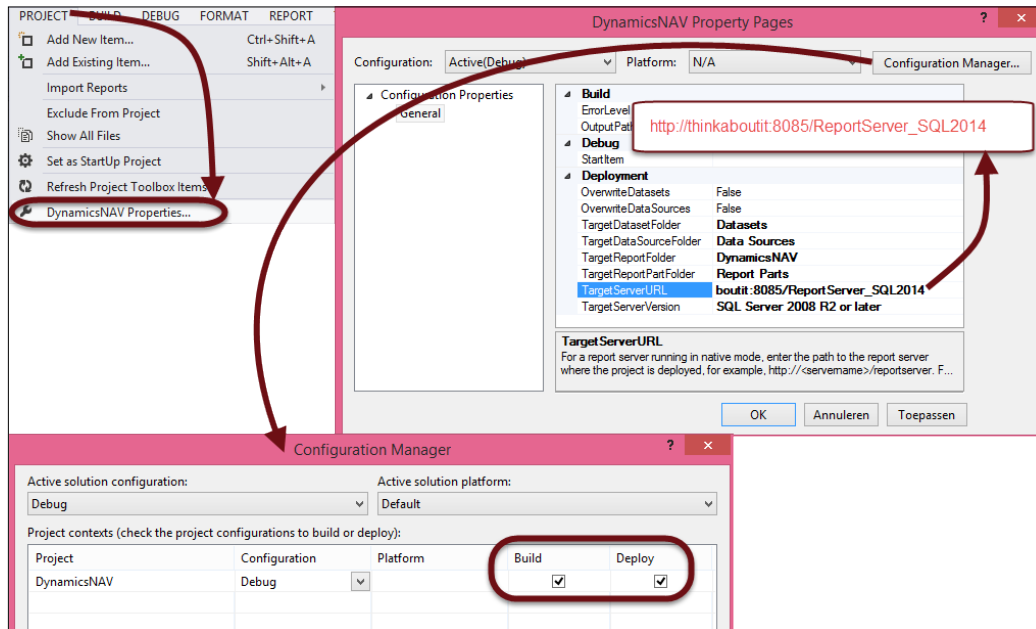 PROJECT BUILD DEBUG FORMAT REPORT
Add New Item... Ctrl+Shift+A
Add Existing Item... Shift+Alt+A
Import Reports
Exclude From Project
Show All Files
Set as StartUp Project
Refresh Project Toolbox Items
DynamicsNAV Properties...
DynamicsNAV Property Pages
? ×
Configuration: Active(Debug) Platform: N/A Configuration Manager...
Configuration Properties
General
Build
ErrorLevel
OutputPath
http://thinkaboutit:8085/ReportServer_SQL2014
Debug
StartItem
Deployment
OverwriteDatasets False
OverwriteDataSources False
TargetDatasetFolder Datasets
TargetDataSourceFolder Data Sources
TargetReportFolder DynamicsNAV
TargetReportPartFolder Report Parts
TargetServerURL boutit:8085/ReportServer_SQL2014
TargetServerVersion SQL Server 2008 R2 or later
TargetServerURL
For a report server running in native mode, enter the path to the report server
where the project is deployed, for example, http://<servername>/reportserver. F...
OK Annuleren Toepassen
Configuration Manager
? ×
Active solution configuration: Active solution platform:
Debug Default
Project contexts (check the project configurations to build or deploy):
Project Configuration Platform Build Deploy
DynamicsNAV Debug